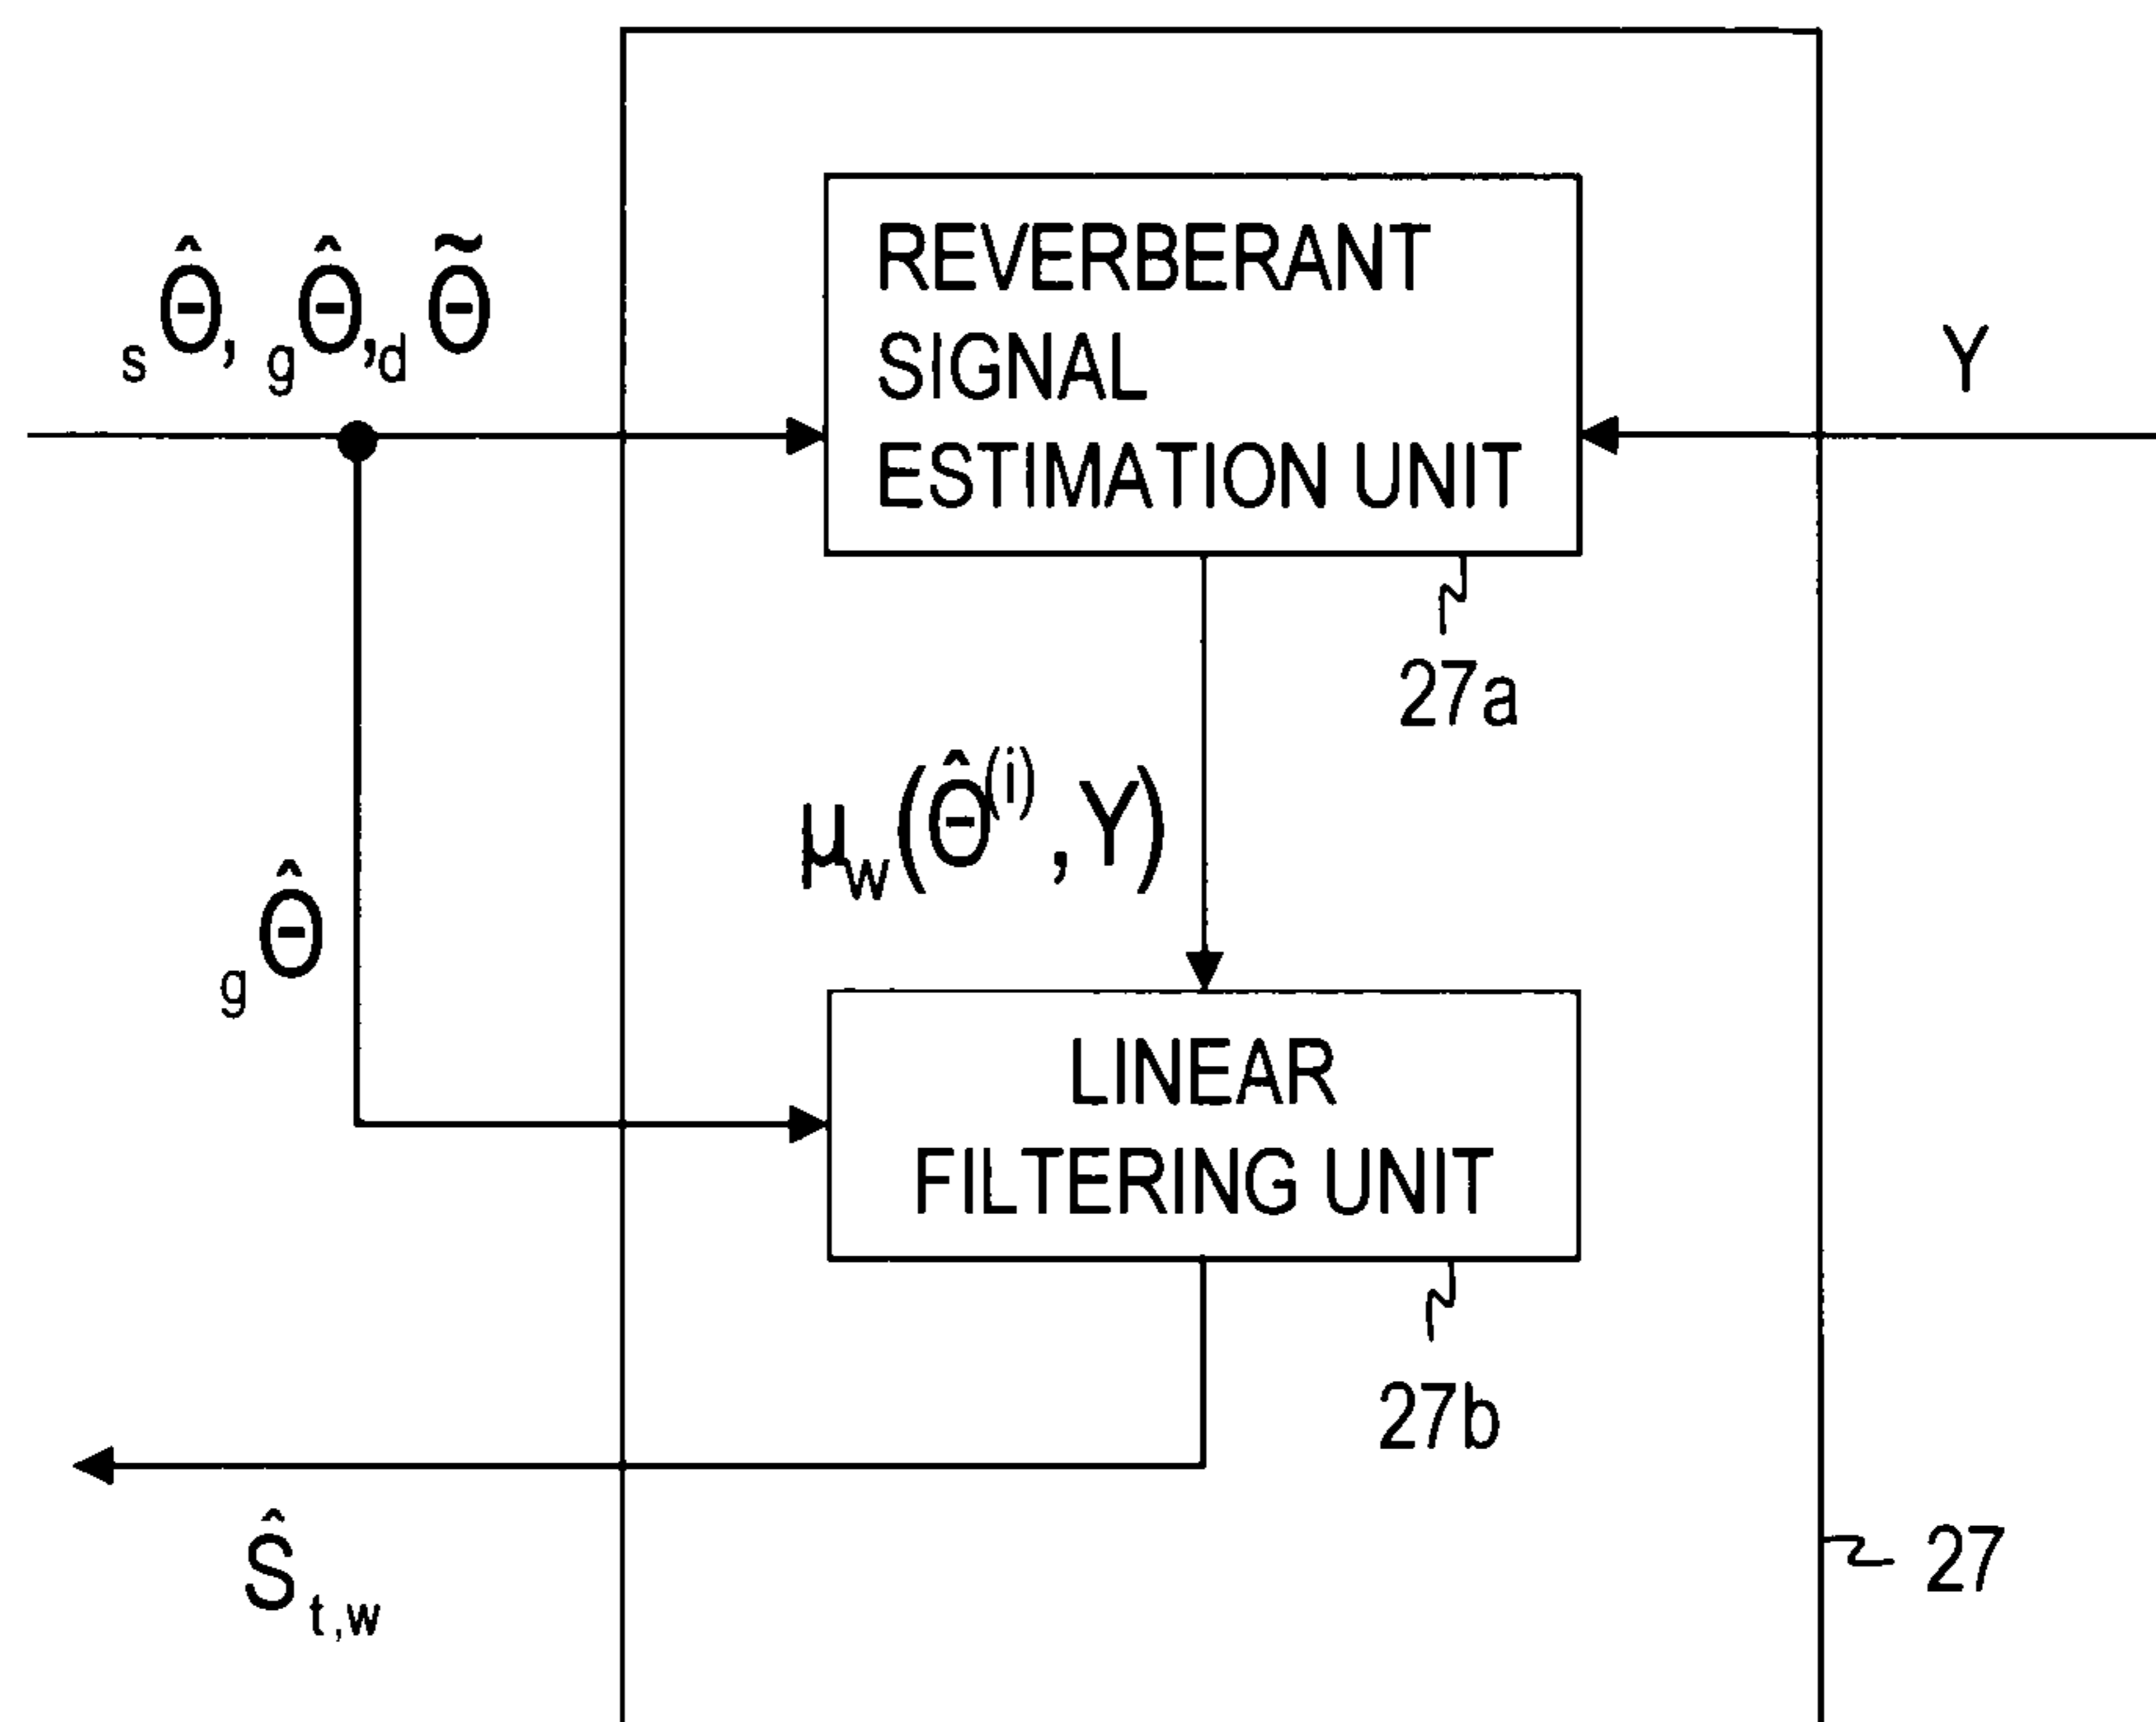 REVERBERANT
SIGNAL
ESTIMATION UNIT
sΘ̂, gΘ̂, dΘ̃
Y
27a
μw(Θ̂(i), Y)
gΘ̂
LINEAR
FILTERING UNIT
27b
Ŝt,w
27